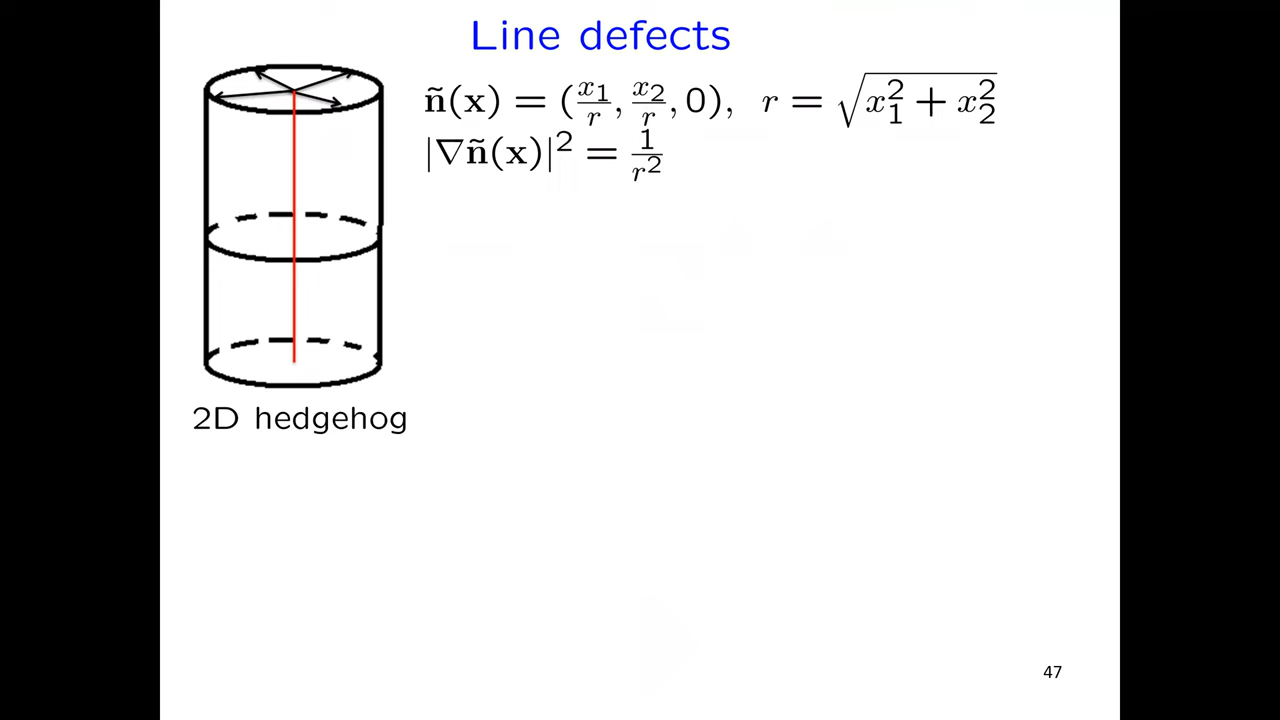 Line defects
ñ(x) = (x₁/r, x₂/r, 0), r = √(x₁² + x₂²)
|∇ñ(x)|² = 1/r²
2D hedgehog
47